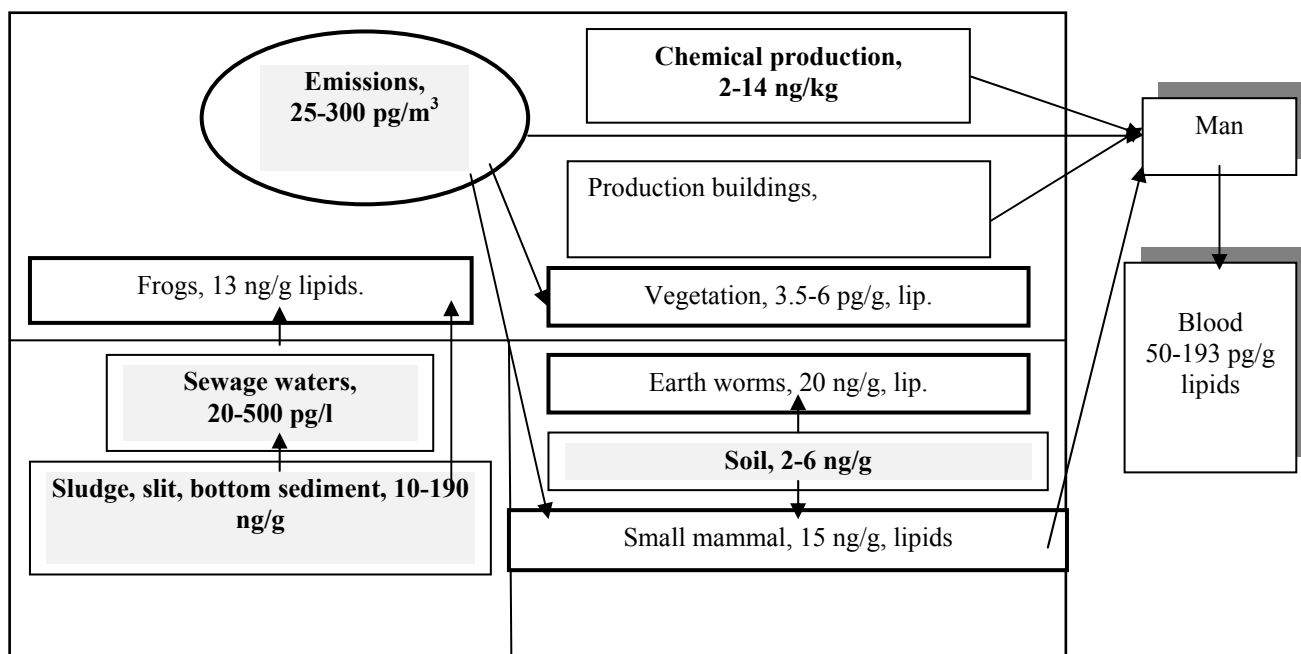 Emissions,
25-300 pg/m³
Chemical production,
2-14 ng/kg
Man
Production buildings,
Frogs, 13 ng/g lipids.
Vegetation, 3.5-6 pg/g, lip.
Blood
50-193 pg/g
lipids
Sewage waters,
20-500 pg/l
Earth worms, 20 ng/g, lip.
Soil, 2-6 ng/g
Sludge, slit, bottom sediment, 10-190
ng/g
Small mammal, 15 ng/g, lipids